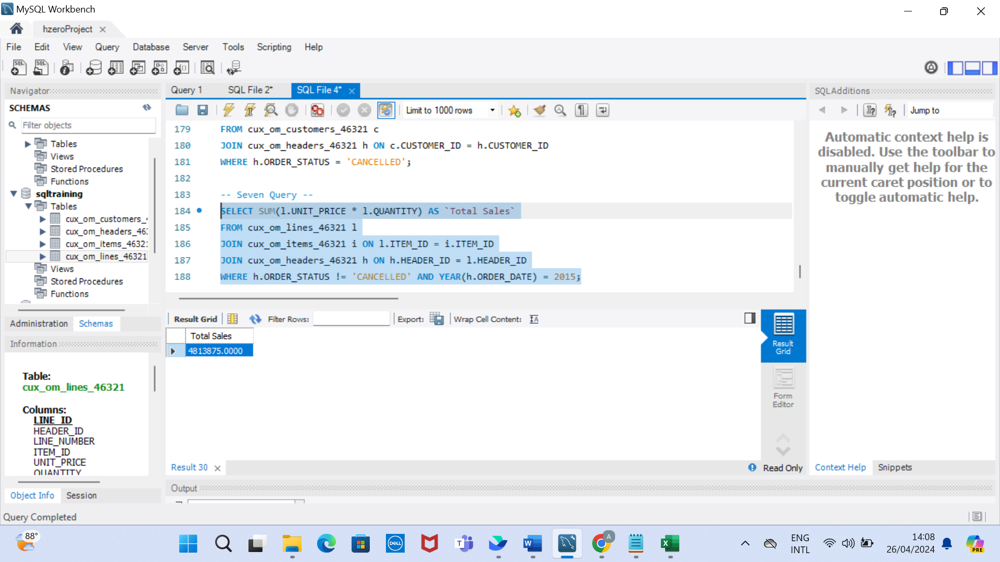 MySQL Workbench
hzeroProject
File Edit View Query Database Server Tools Scripting Help
Navigator
SCHEMAS
Filter objects
Tables
Views
Stored Procedures
Functions
sqltraining
Tables
cux_om_customers_
cux_om_headers_46
cux_om_items_4632
cux_om_lines_46321
Views
Stored Procedures
Functions
Administration Schemas
Information
Table:
cux_om_lines_46321
Columns:
LINE_ID
HEADER_ID
LINE_NUMBER
ITEM_ID
UNIT_PRICE
QUANTITY
Object Info Session
Query 1 SQL File 2* SQL File 4*
Limit to 1000 rows
179 FROM cux_om_customers_46321 c
180 JOIN cux_om_headers_46321 h ON c.CUSTOMER_ID = h.CUSTOMER_ID
181 WHERE h.ORDER_STATUS = 'CANCELLED';
182
183 -- Seven Query --
184 SELECT SUM(l.UNIT_PRICE * l.QUANTITY) AS `Total Sales`
185 FROM cux_om_lines_46321 l
186 JOIN cux_om_items_46321 i ON l.ITEM_ID = i.ITEM_ID
187 JOIN cux_om_headers_46321 h ON h.HEADER_ID = l.HEADER_ID
188 WHERE h.ORDER_STATUS != 'CANCELLED' AND YEAR(h.ORDER_DATE) = 2015;
Result Grid Filter Rows: Export: Wrap Cell Content:
Total Sales
4813875.0000
Result
Grid
Form
Editor
Result 30
Read Only
Output
SQLAdditions
Jump to
Automatic context help is
disabled. Use the toolbar to
manually get help for the
current caret position or to
toggle automatic help.
Context Help Snippets
Query Completed
88°
ENG
INTL
14:08
26/04/2024
PRE